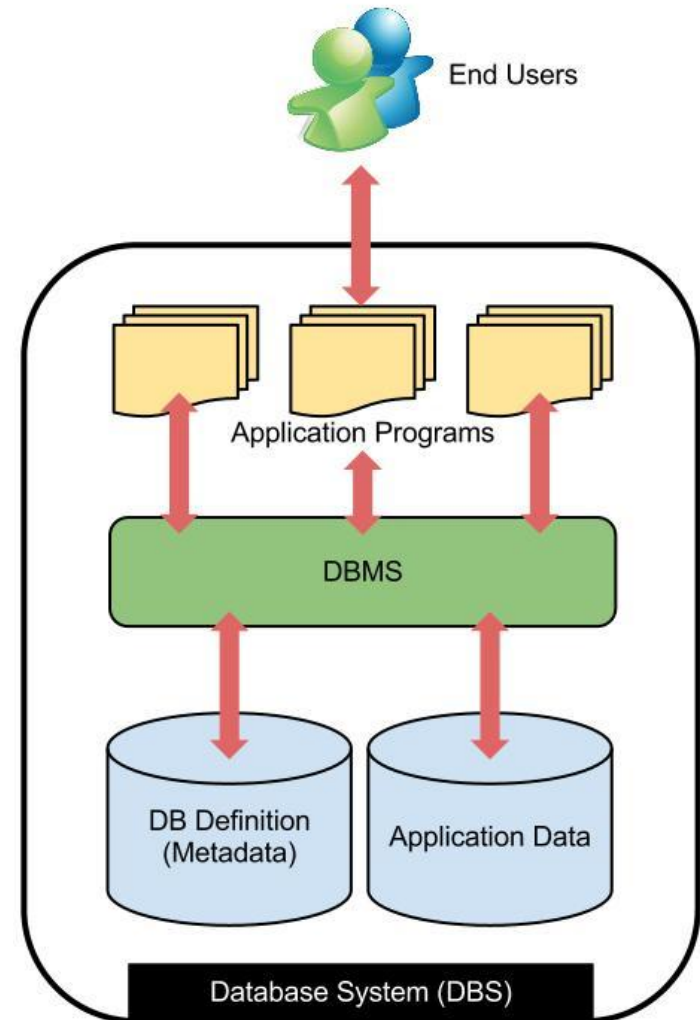 End Users
Application Programs
DBMS
DB Definition
(Metadata)
Application Data
Database System (DBS)